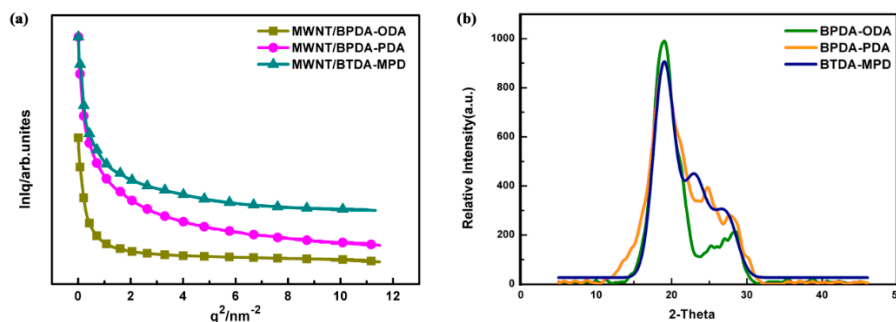 (a)
MWNT/BPDA-ODA
MWNT/BPDA-PDA
MWNT/BTDA-MPD
lnIq/arb.unites
0 2 4 6 8 10 12
q²/nm⁻²
(b)
BPDA-ODA
BPDA-PDA
BTDA-MPD
Relative Intensity(a.u.)
1000
800
600
400
200
0
0 10 20 30 40 5
2-Theta